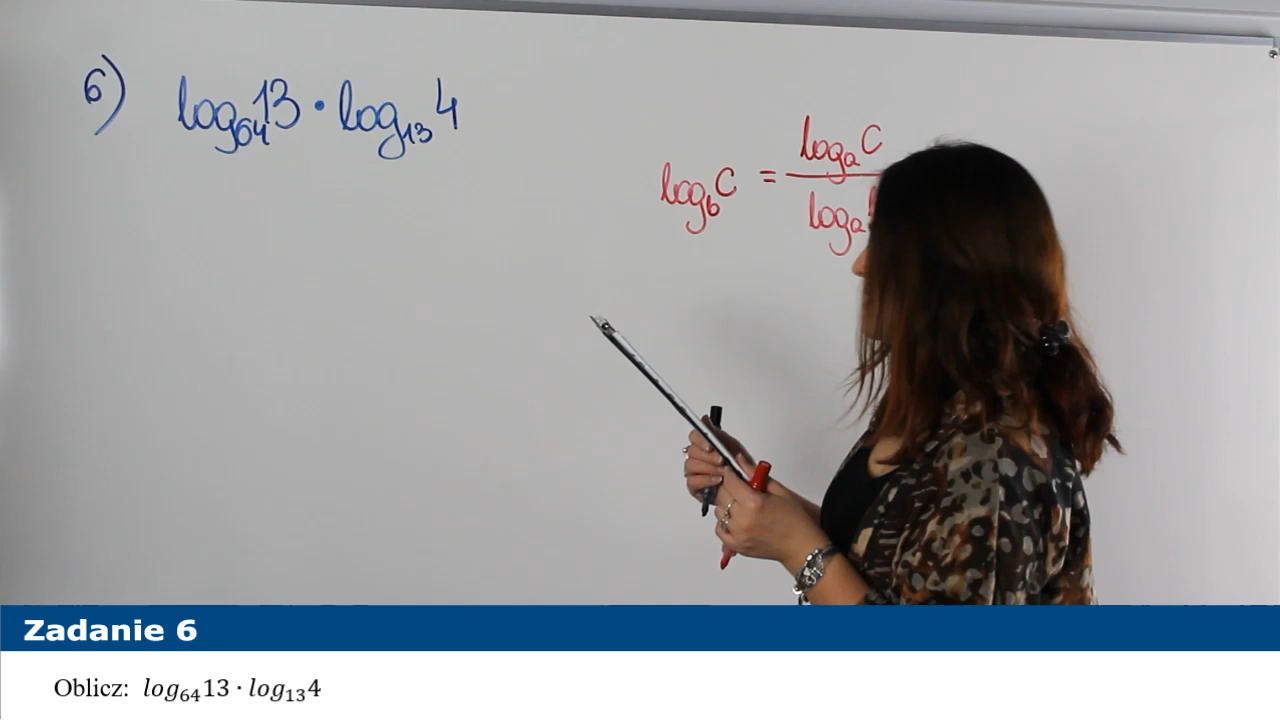 6) log₆₄13 · log₁₃4
log_b C = log_a C / log_a
Zadanie 6
Oblicz: log₆₄13 · log₁₃4